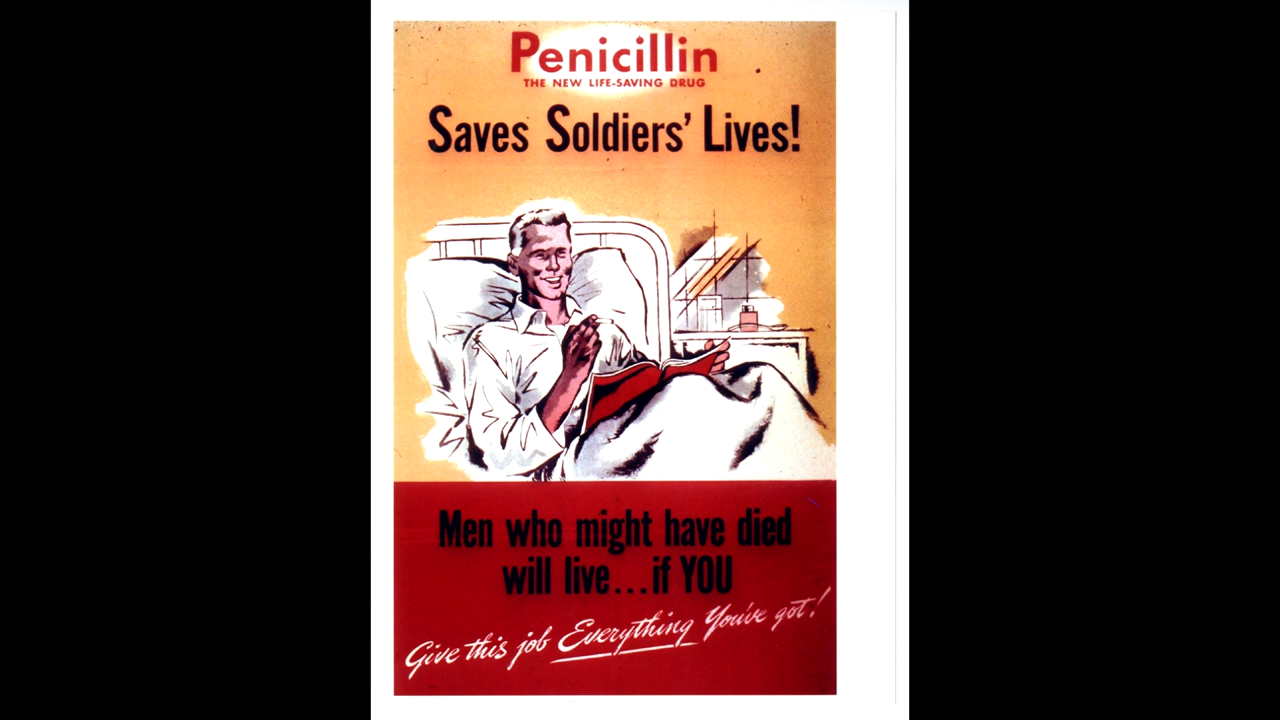 Penicillin
THE NEW LIFE-SAVING DRUG
Saves Soldiers' Lives!
Men who might have died
will live...if YOU
Give this job Everything You've got!